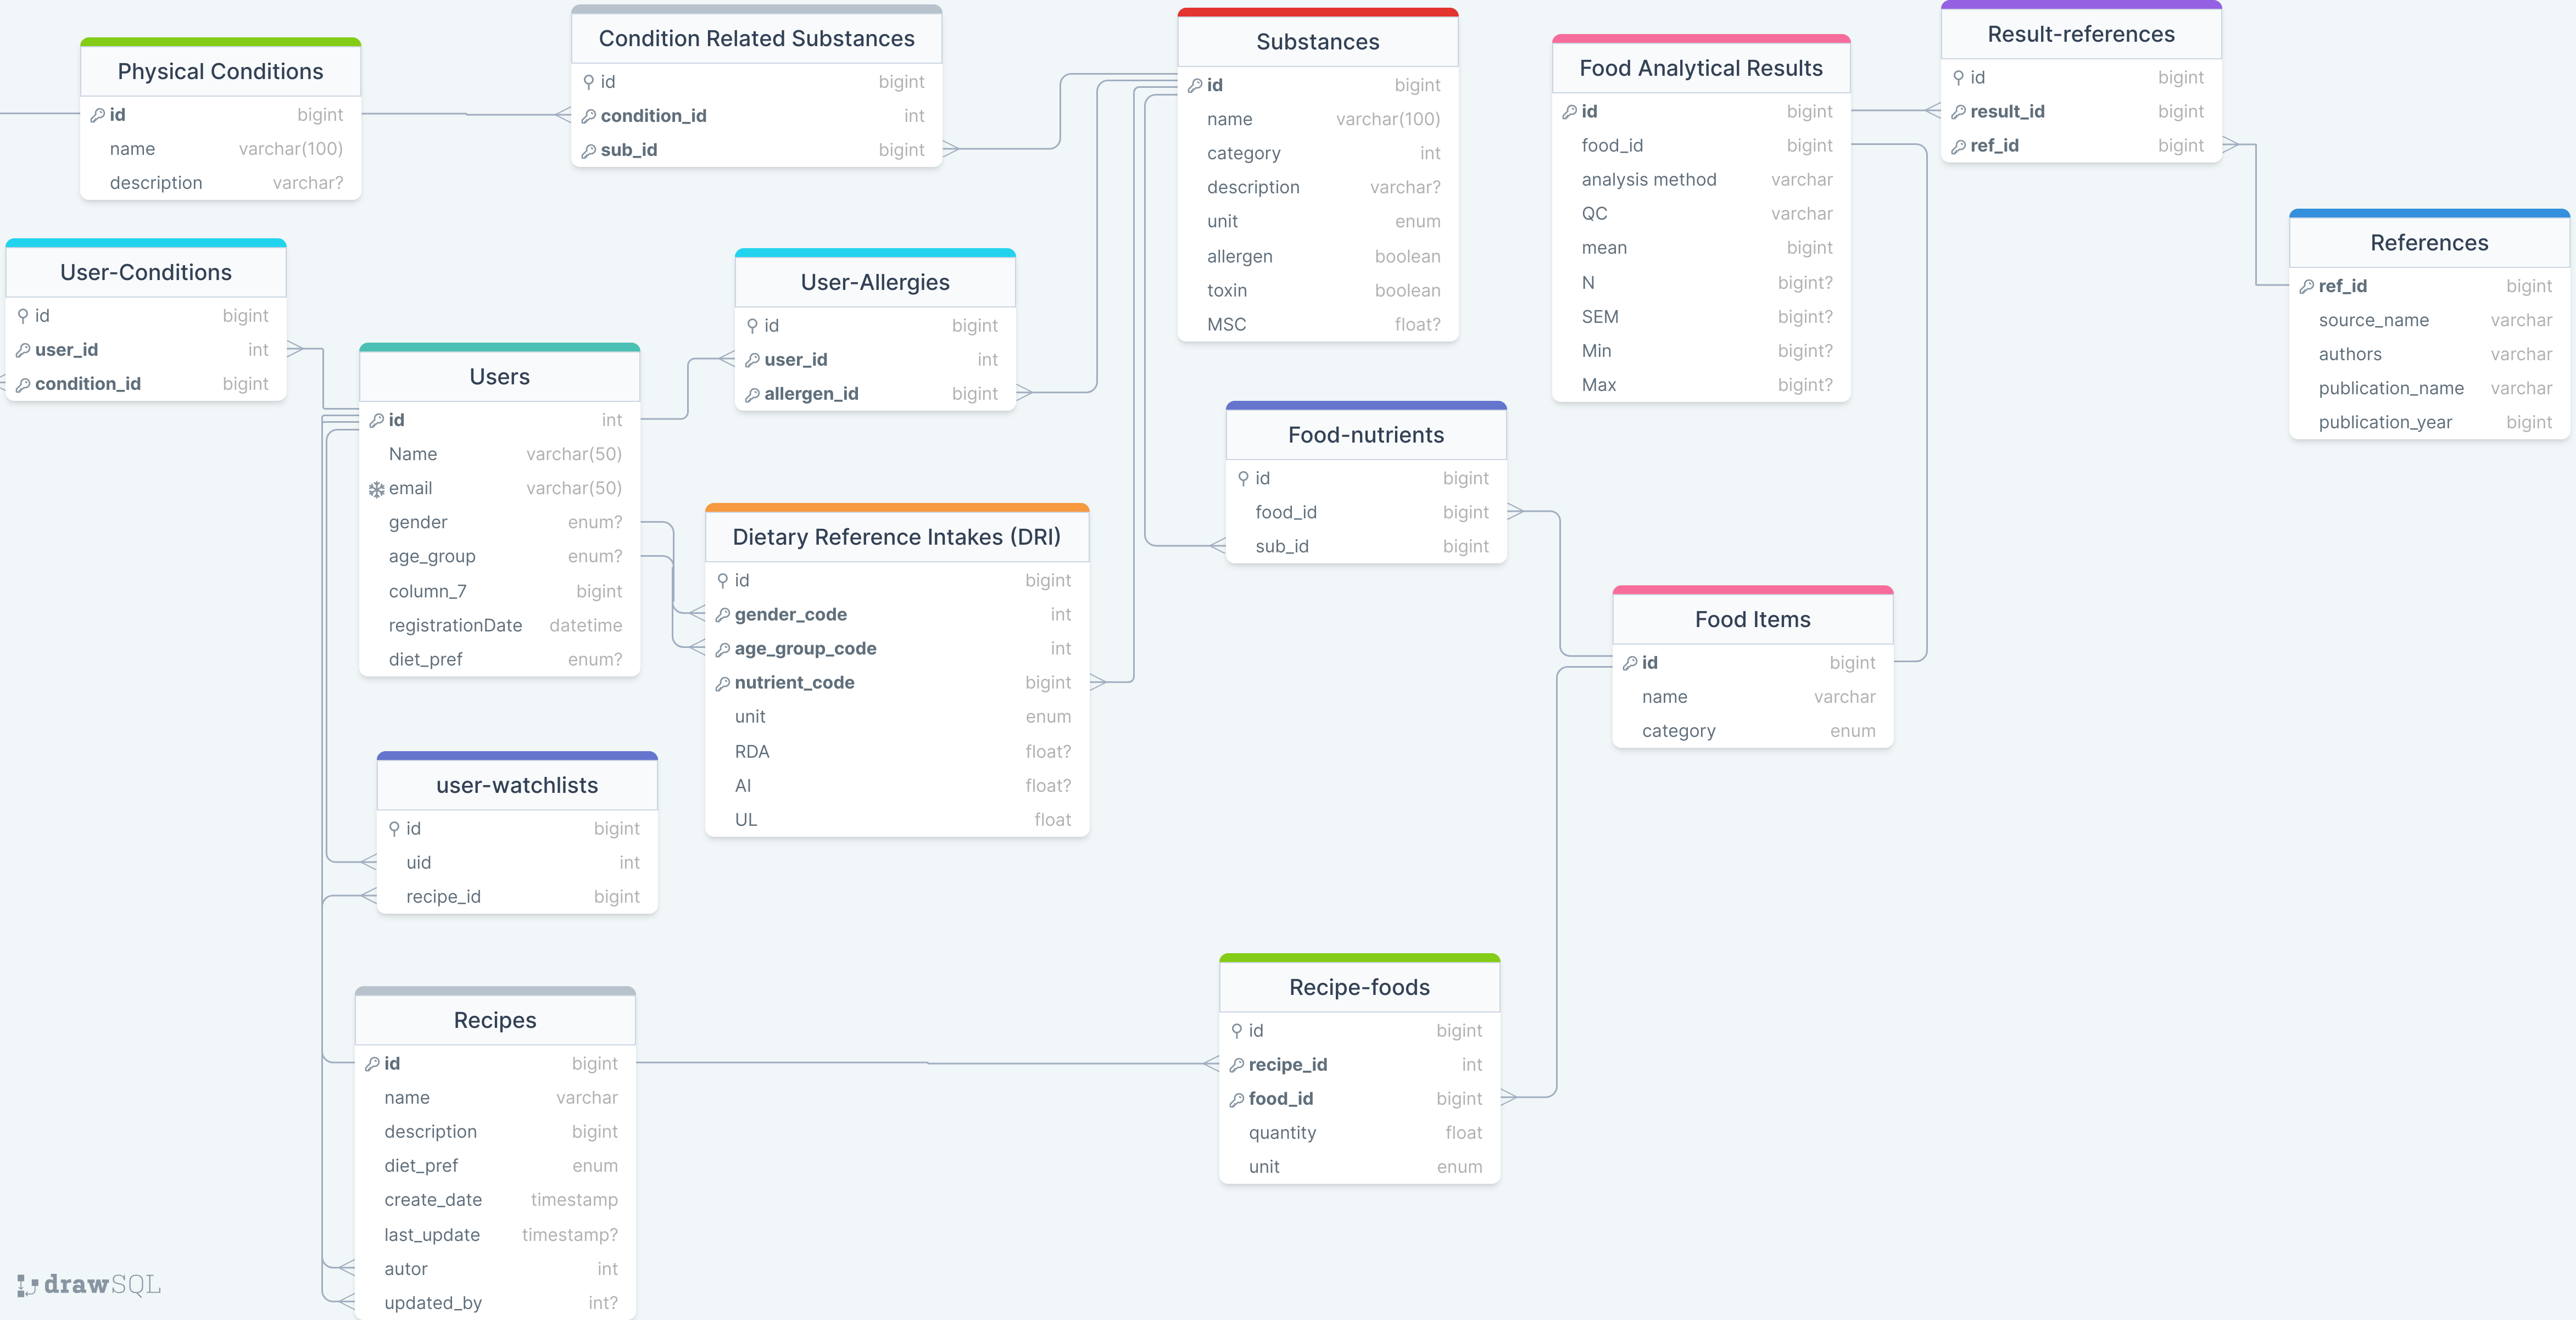 Physical Conditions
id bigint
name varchar(100)
description varchar?
Condition Related Substances
id bigint
condition_id int
sub_id bigint
Substances
id bigint
name varchar(100)
category int
description varchar?
unit enum
allergen boolean
toxin boolean
MSC float?
Food Analytical Results
id bigint
food_id bigint
analysis method varchar
QC varchar
mean bigint
N bigint?
SEM bigint?
Min bigint?
Max bigint?
Result-references
id bigint
result_id bigint
ref_id bigint
References
ref_id bigint
source_name varchar
authors varchar
publication_name varchar
publication_year bigint
User-Conditions
id bigint
user_id int
condition_id bigint
Users
id int
Name varchar(50)
email varchar(50)
gender enum?
age_group enum?
column_7 bigint
registrationDate datetime
diet_pref enum?
User-Allergies
id bigint
user_id int
allergen_id bigint
Dietary Reference Intakes (DRI)
id bigint
gender_code int
age_group_code int
nutrient_code bigint
unit enum
RDA float?
AI float?
UL float
Food-nutrients
id bigint
food_id bigint
sub_id bigint
Food Items
id bigint
name varchar
category enum
user-watchlists
id bigint
uid int
recipe_id bigint
Recipes
id bigint
name varchar
description bigint
diet_pref enum
create_date timestamp
last_update timestamp?
autor int
updated_by int?
Recipe-foods
id bigint
recipe_id int
food_id bigint
quantity float
unit enum
drawSQL